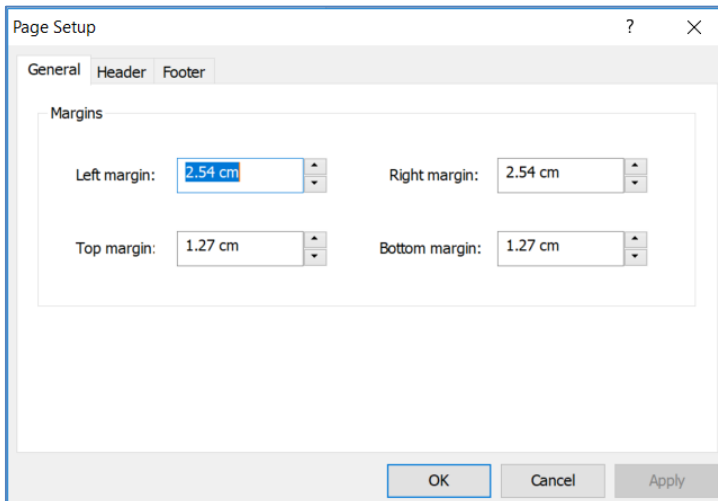 Page Setup ?
General Header Footer
Margins
Left margin: 2.54 cm Right margin: 2.54 cm
Top margin: 1.27 cm Bottom margin: 1.27 cm
OK Cancel Apply